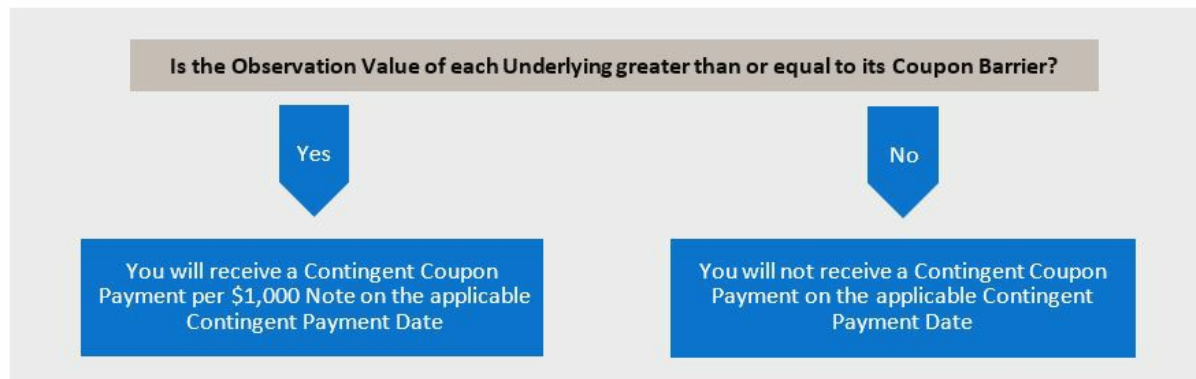 Is the Observation Value of each Underlying greater than or equal to its Coupon Barrier?
Yes
No
You will receive a Contingent Coupon
Payment per $1,000 Note on the applicable
Contingent Payment Date
You will not receive a Contingent Coupon
Payment on the applicable Contingent
Payment Date